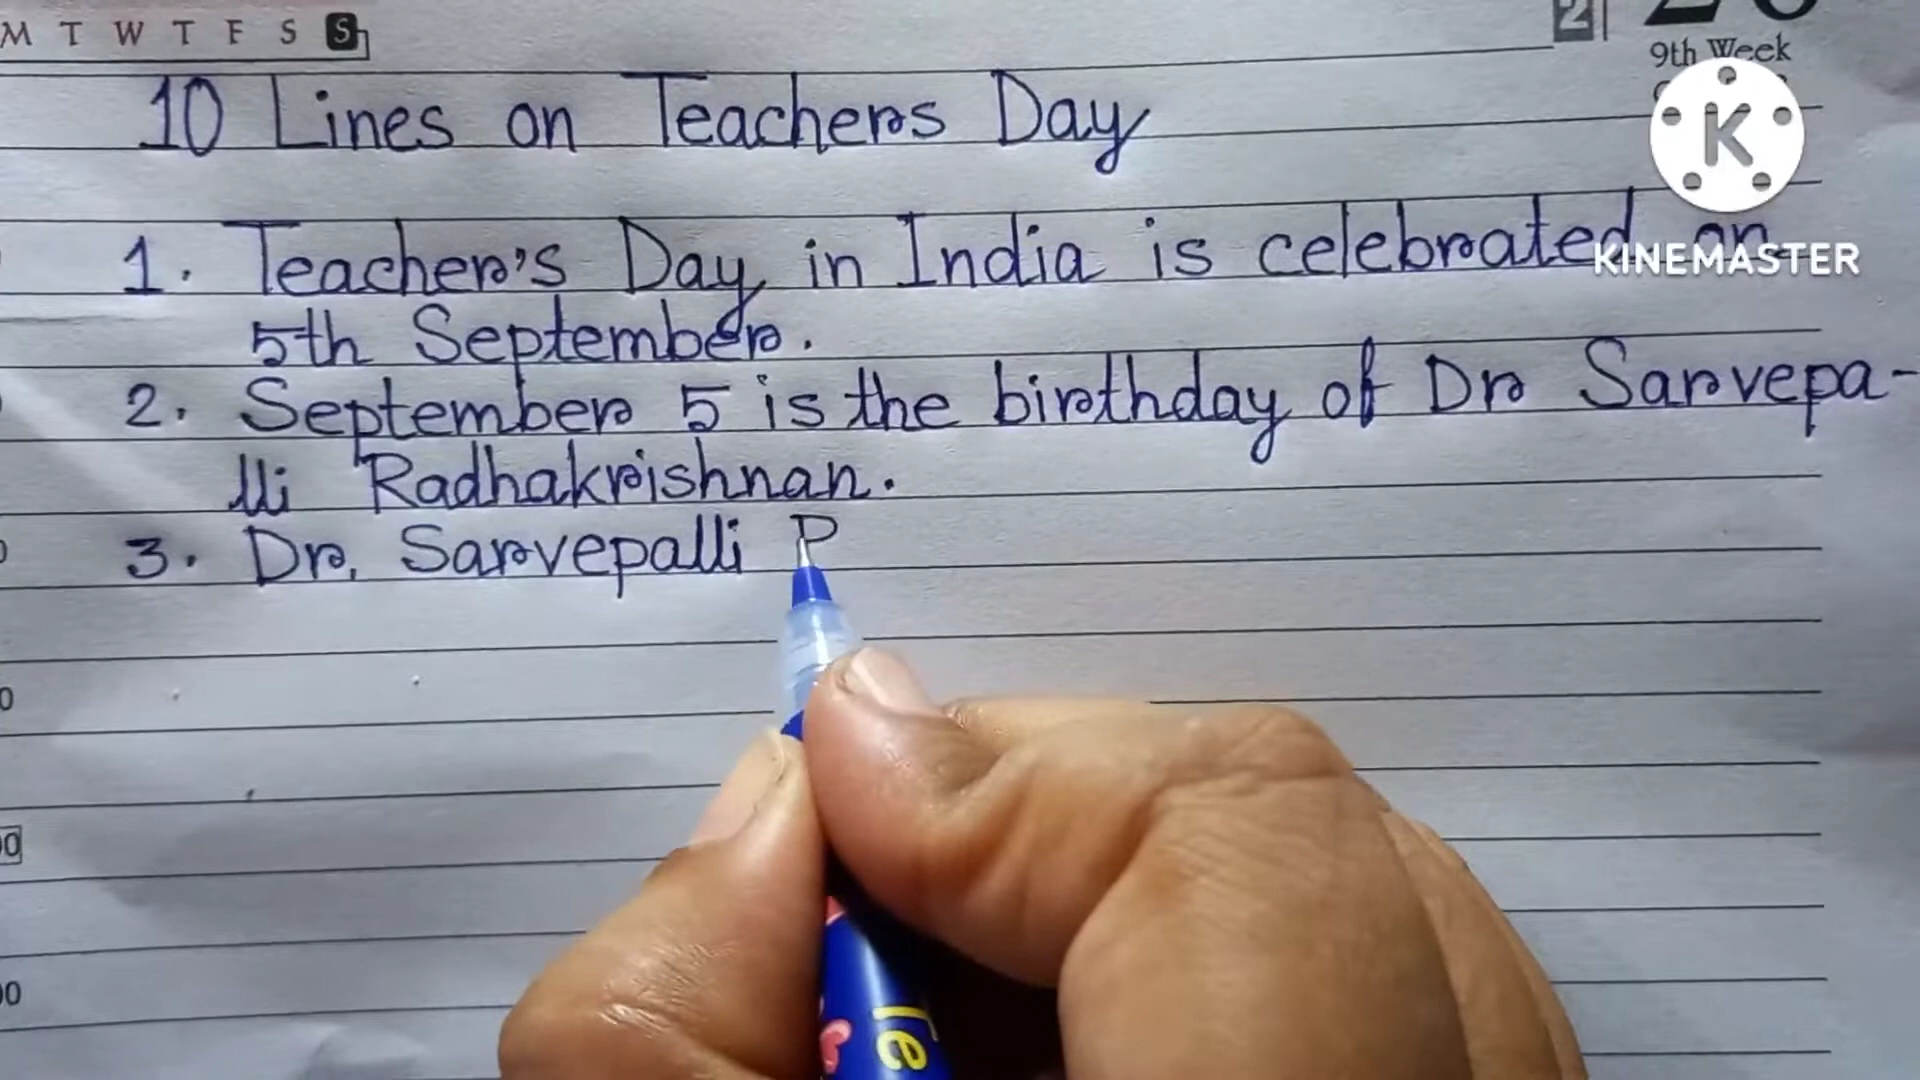 M T W T F S S
2
9th Week
K
KINEMASTER
10 Lines on Teachers Day
1. Teacher's Day in India is celebrated on
5th September.
2. September 5 is the birthday of Dr Sarvepa-
lli Radhakrishnan.
3. Dr. Sarvepalli P